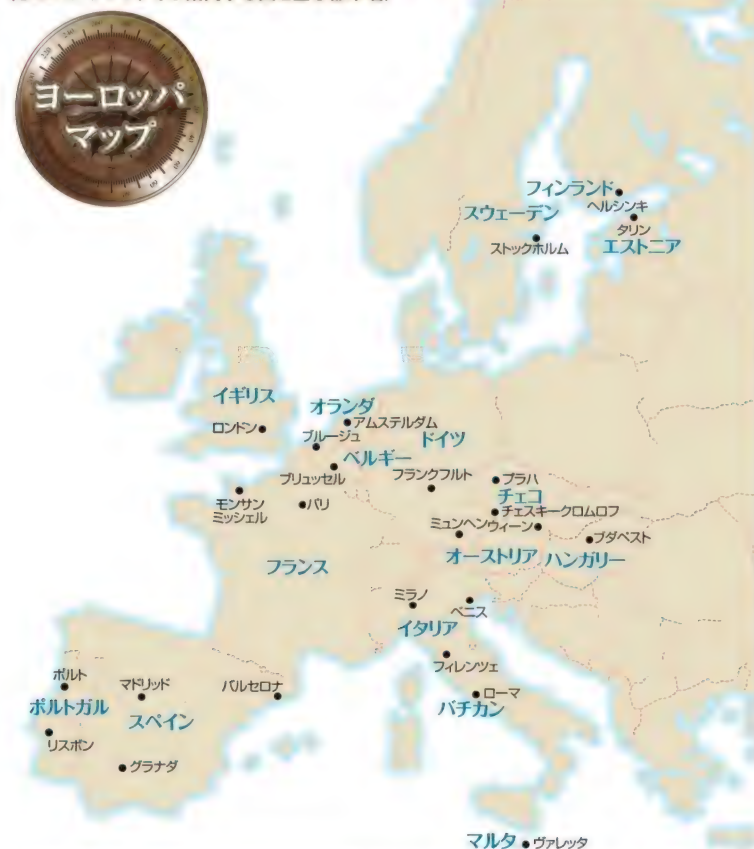 ヨーロッパ
マップ
フィンランド
ヘルシンキ
スウェーデン
タリン
ストックホルム
エストニア
イギリス
オランダ
ロンドン
アムステルダム
ブルージュ
ドイツ
ベルギー
ブリュッセル
フランクフルト
プラハ
チェコ
モンサン
ミッシェル
パリ
チェスキークロムロフ
ミュンヘン
ウィーン
ブダペスト
オーストリア
ハンガリー
フランス
ミラノ
ベニス
イタリア
フィレンツェ
ポルト
マドリッド
バルセロナ
ローマ
ポルトガル
スペイン
バチカン
リスボン
グラナダ
マルタ
ヴァレッタ